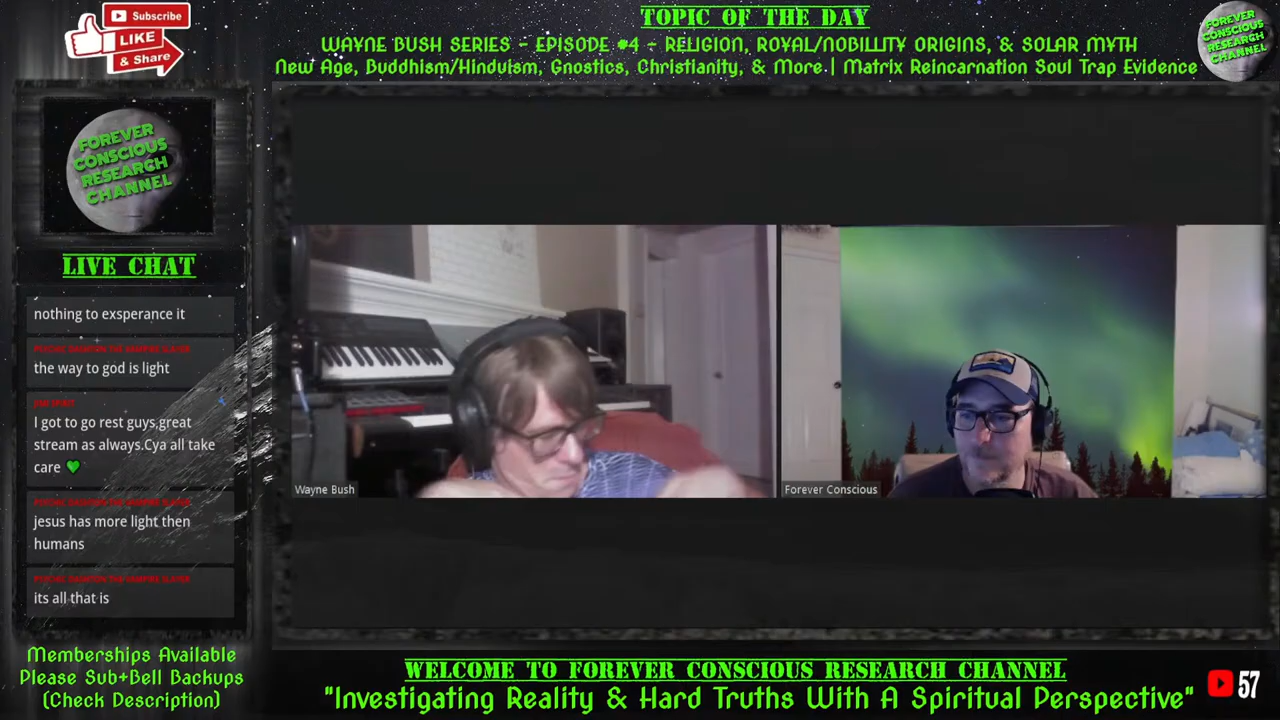 Subscribe
LIKE
& Share
TOPIC OF THE DAY
WAYNE BUSH SERIES - EPISODE #4 - RELIGION, ROYAL/NOBILLITY ORIGINS, & SOLAR MYTH
New Age, Buddhism/Hinduism, Gnostics, Christianity, & More | Matrix Reincarnation Soul Trap Evidence
FOREVER
CONSCIOUS
RESEARCH
CHANNEL
FOREVER
CONSCIOUS
RESEARCH
CHANNEL
LIVE CHAT
nothing to exsperance it
the way to god is light
I got to go rest guys,great
stream as always.Cya all take
care
jesus has more light then
humans
its all that is
Wayne Bush
Forever Conscious
Memberships Available
Please Sub+Bell Backups
(Check Description)
WELCOME TO FOREVER CONSCIOUS RESEARCH CHANNEL
"Investigating Reality & Hard Truths With A Spiritual Perspective"
57